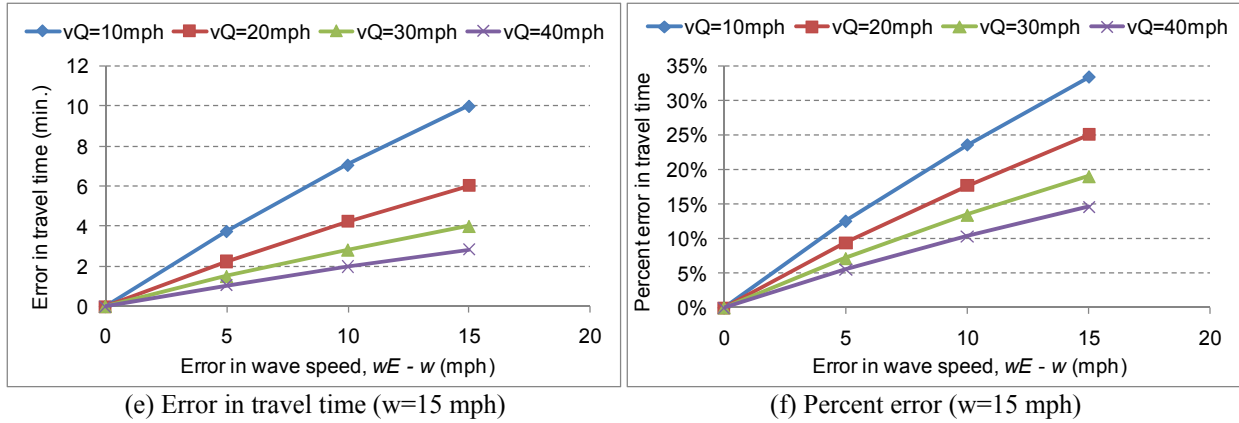 vQ=10mph vQ=20mph vQ=30mph vQ=40mph
12
10
8
6
4
2
0
Error in travel time (min.)
0 5 10 15 20
Error in wave speed, wE - w (mph)
(e) Error in travel time (w=15 mph)
vQ=10mph vQ=20mph vQ=30mph vQ=40mph
35%
30%
25%
20%
15%
10%
5%
0%
Percent error in travel time
0 5 10 15 20
Error in wave speed, wE - w (mph)
(f) Percent error (w=15 mph)